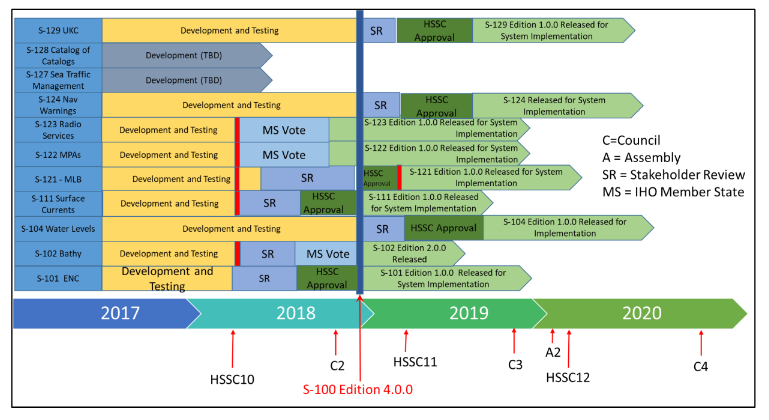 S-129 UKC
Development and Testing
SR
HSSC
Approval
S-129 Edition 1.0.0 Released for
System Implementation
S-128 Catalog of
Catalogs
Development (TBD)
S-127 Sea Traffic
Management
Development (TBD)
S-124 Nav
Warnings
Development and Testing
SR
HSSC
Approval
S-124 Released for System
Implementation
S-123 Radio
Services
Development and Testing
MS Vote
S-123 Edition 1.0.0 Released for System
Implementation
S-122 MPAs
Development and Testing
MS Vote
S-122 Edition 1.0.0 Released for System
Implementation
S-121 - MLB
Development and Testing
SR
HSSC
Approval
S-121 Edition 1.0.0 Released for System
Implementation
S-111 Surface
Currents
Development and Testing
SR
HSSC
Approval
S-111 Edition 1.0.0 Released
for System Implementation
S-104 Water Levels
Development and Testing
SR
HSSC Approval
S-104 Edition 1.0.0 Released for
Implementation
S-102 Bathy
Development and Testing
SR
MS Vote
S-102 Edition 2.0.0
Released
S-101 ENC
Development and
Testing
SR
HSSC
Approval
S-101 Edition 1.0.0 Released for
System Implementation
C=Council
A = Assembly
SR = Stakeholder Review
MS = IHO Member State
2017
2018
2019
2020
HSSC10
C2
S-100 Edition 4.0.0
HSSC11
C3
A2
HSSC12
C4